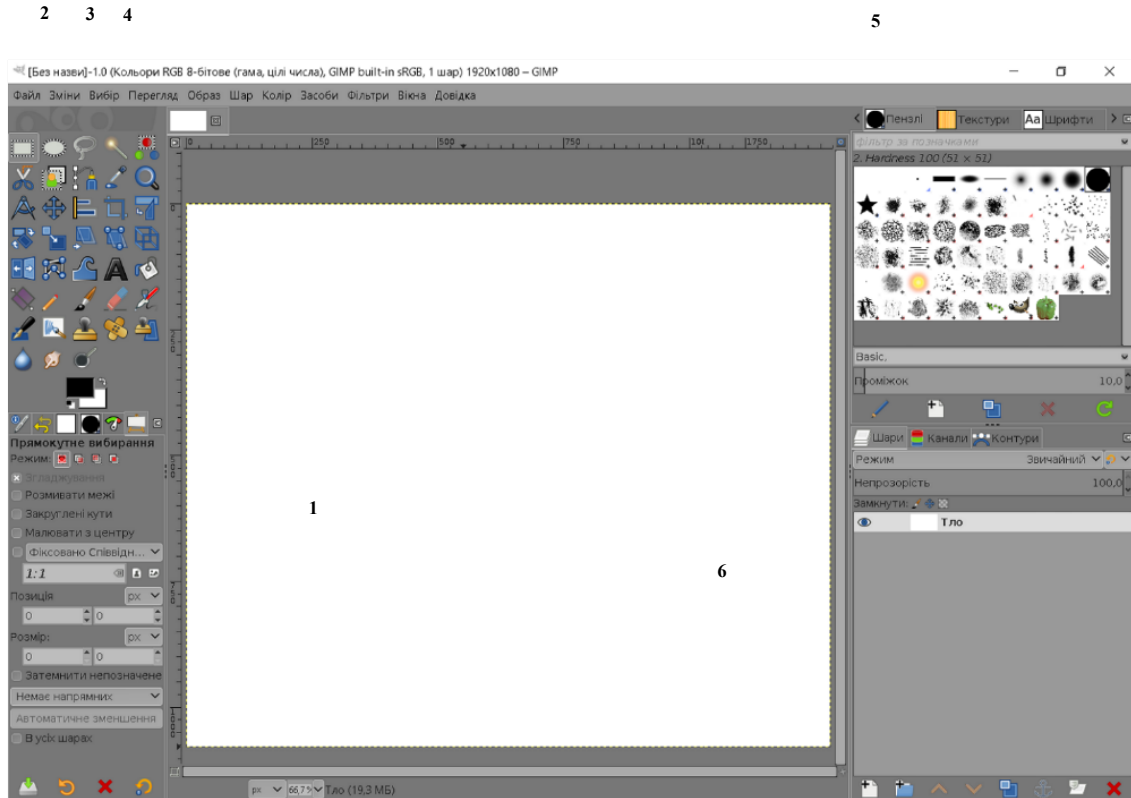 2 3 4
5
[Без назви]-1.0 (Кольори RGB 8-бітове (гама, цілі числа), GIMP built-in sRGB, 1 шар) 1920x1080 – GIMP
Файл Зміни Вибір Перегляд Образ Шар Колір Засоби Фільтри Вікна Довідка
Пензлі Текстури Aa Шрифти
фільтр за позначками
2. Hardness 100 (51 × 51)
Basic,
Проміжок 10,0
Шари Канали Контури
Режим Звичайний
Непрозорість 100,0
Замкнути:
Тло
0 250 750 100 1750
Прямокутне вибирання
Режим:
Згладжування
Розмивати межі
Закруглені кути
Малювати з центру
Фіксовано Співвідн...
1:1
Позиція px
0 0
Розмір: px
0 0
Затемнити непозначене
Немає напрямних
Автоматичне зменшення
В усіх шарах
1
6
px 66,7% Тло (19,3 МБ)